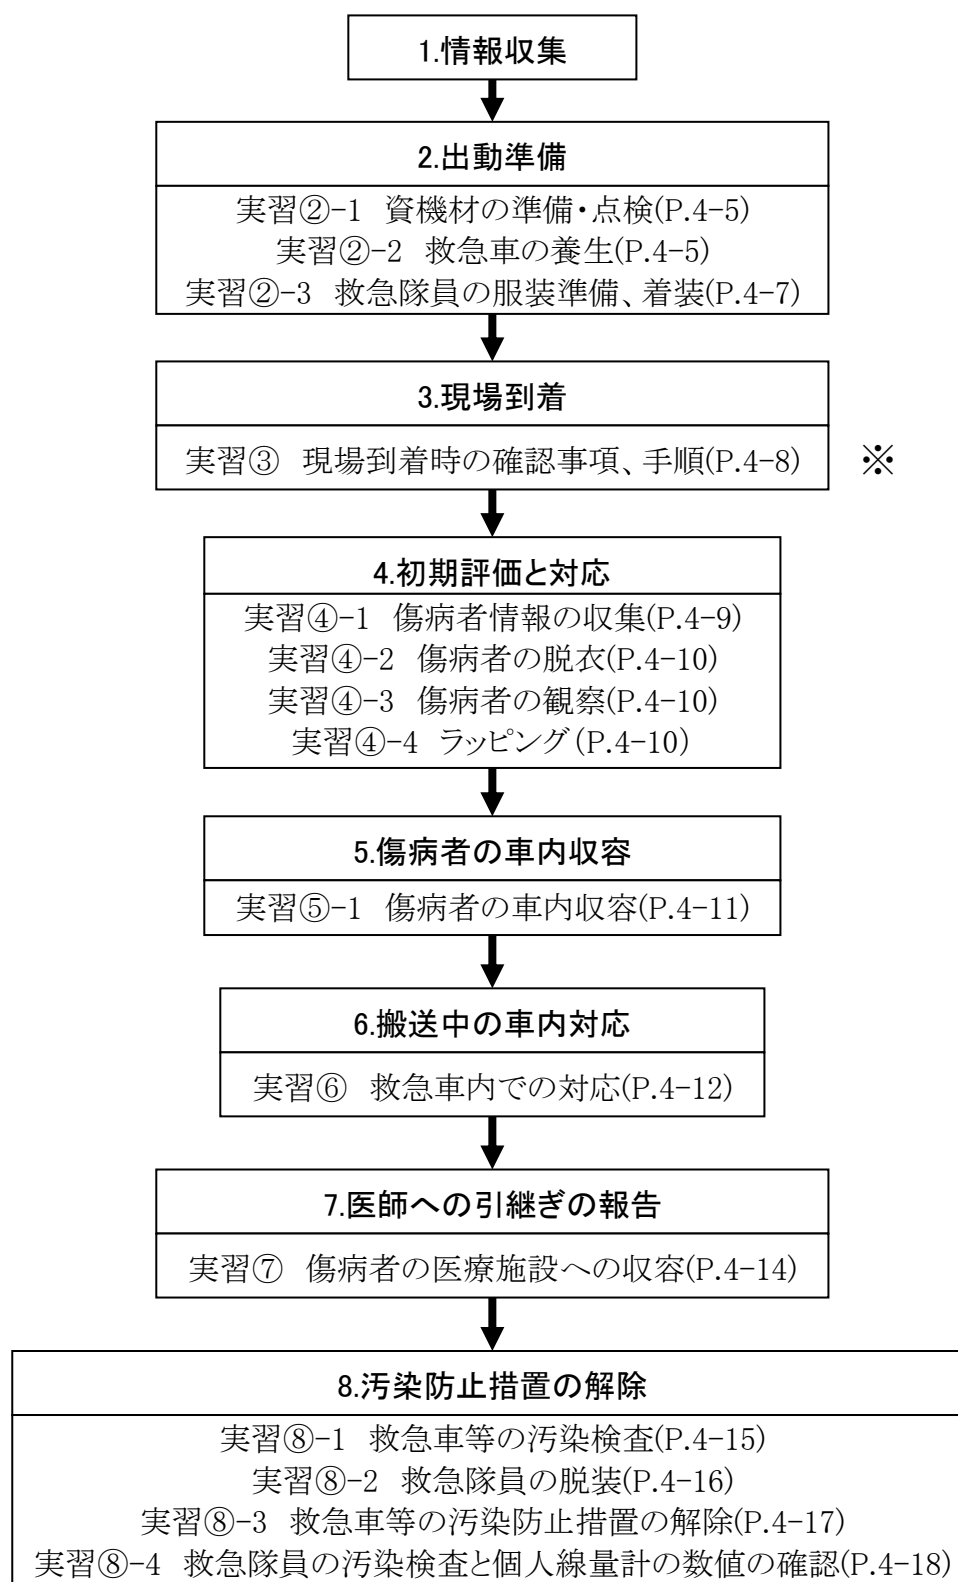 1.情報収集
2.出動準備
実習②-1 資機材の準備・点検(P.4-5)
実習②-2 救急車の養生(P.4-5)
実習②-3 救急隊員の服装準備、着装(P.4-7)
3.現場到着
実習③ 現場到着時の確認事項、手順(P.4-8) ※
4.初期評価と対応
実習④-1 傷病者情報の収集(P.4-9)
実習④-2 傷病者の脱衣(P.4-10)
実習④-3 傷病者の観察(P.4-10)
実習④-4 ラッピング(P.4-10)
5.傷病者の車内収容
実習⑤-1 傷病者の車内収容(P.4-11)
6.搬送中の車内対応
実習⑥ 救急車内での対応(P.4-12)
7.医師への引継ぎの報告
実習⑦ 傷病者の医療施設への収容(P.4-14)
8.汚染防止措置の解除
実習⑧-1 救急車等の汚染検査(P.4-15)
実習⑧-2 救急隊員の脱装(P.4-16)
実習⑧-3 救急車等の汚染防止措置の解除(P.4-17)
実習⑧-4 救急隊員の汚染検査と個人線量計の数値の確認(P.4-18)